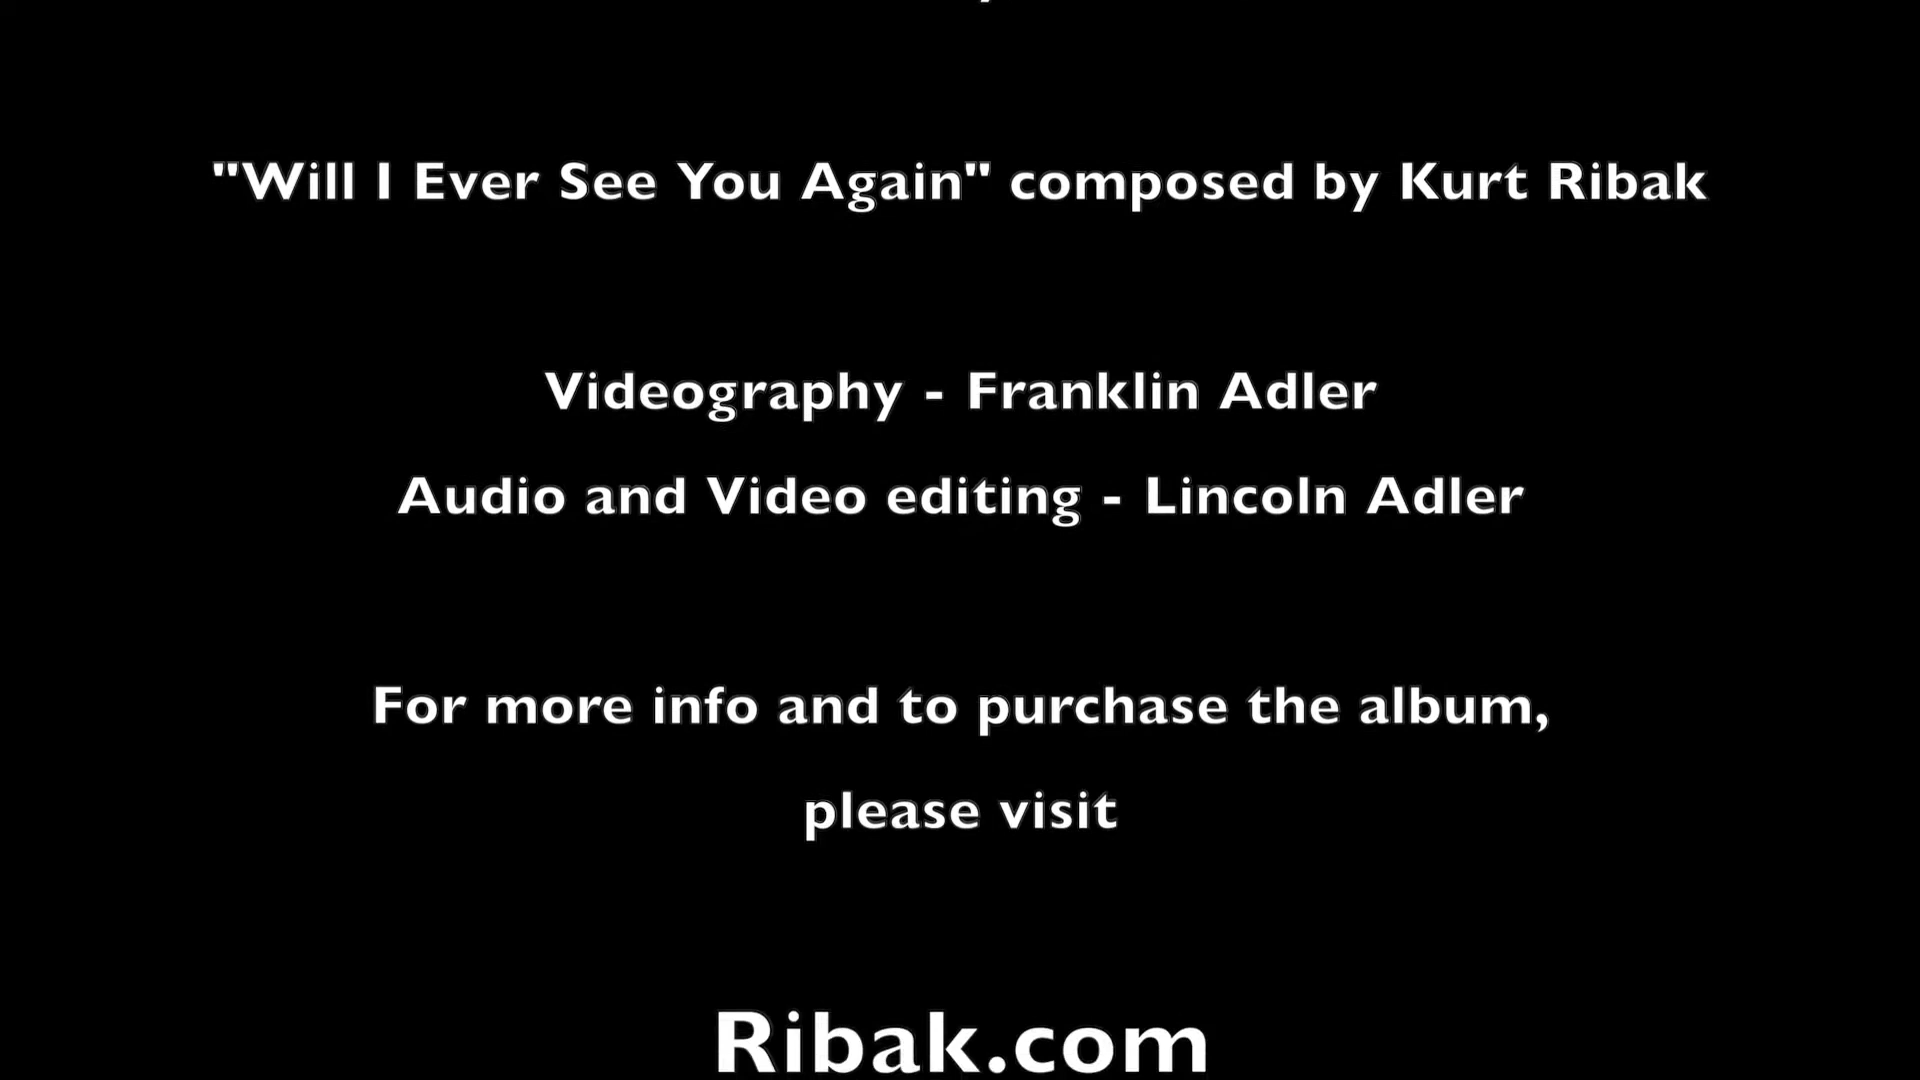 "Will I Ever See You Again" composed by Kurt Ribak
Videography - Franklin Adler
Audio and Video editing - Lincoln Adler
For more info and to purchase the album,
please visit
Ribak.com